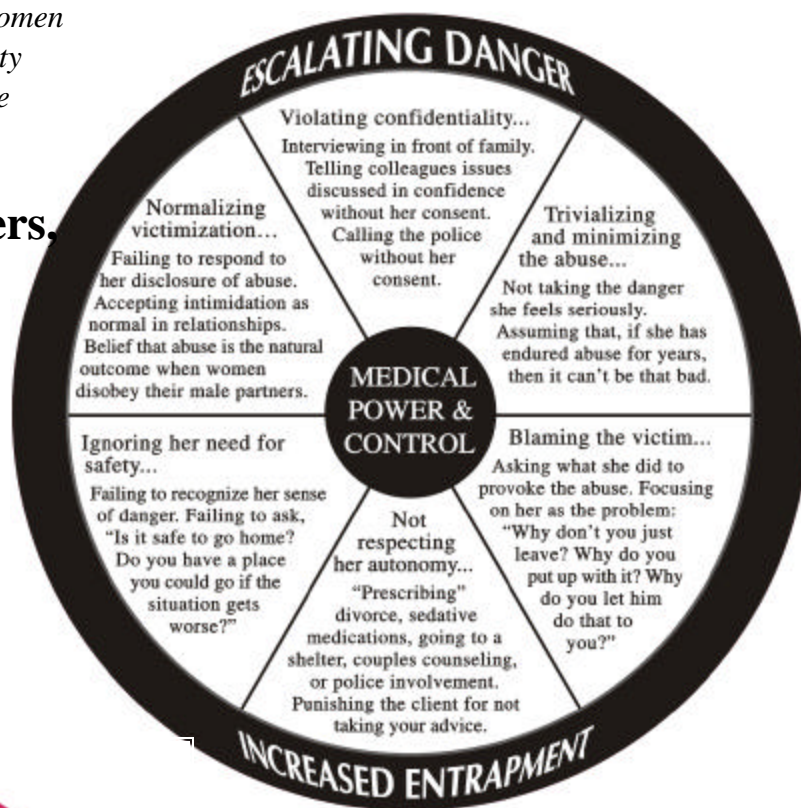 ESCALATING DANGER
Violating confidentiality...
Interviewing in front of family.
Telling colleagues issues
discussed in confidence
without her consent.
Calling the police
without her
consent.
Trivializing
and minimizing
the abuse...
Not taking the danger
she feels seriously.
Assuming that, if she has
endured abuse for years,
then it can't be that bad.
Blaming the victim...
Asking what she did to
provoke the abuse. Focusing
on her as the problem:
“Why don't you just
leave? Why do you
put up with it? Why
do you let him
do that to
you?”
Not
respecting
her autonomy...
“Prescribing”
divorce, sedative
medications, going to a
shelter, couples counseling,
or police involvement.
Punishing the client for not
taking your advice.
Ignoring her need for
safety...
Failing to recognize her sense
of danger. Failing to ask,
“Is it safe to go home?
Do you have a place
you could go if the
situation gets
worse?”
Normalizing
victimization...
Failing to respond to
her disclosure of abuse.
Accepting intimidation as
normal in relationships.
Belief that abuse is the natural
outcome when women
disobey their male partners.
MEDICAL
POWER &
CONTROL
INCREASED ENTRAPMENT